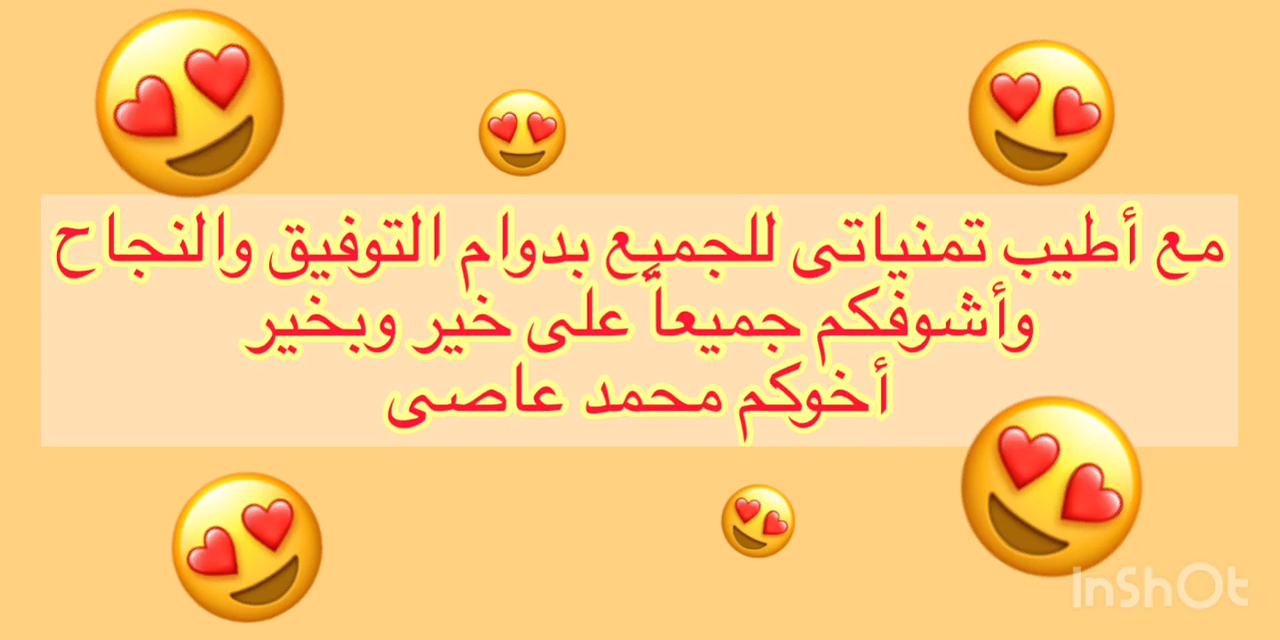 مع أطيب تمنياتى للجميع بدوام التوفيق والنجاح
وأشوفكم جميعاً على خير وبخير
أخوكم محمد عاصى
InShOt